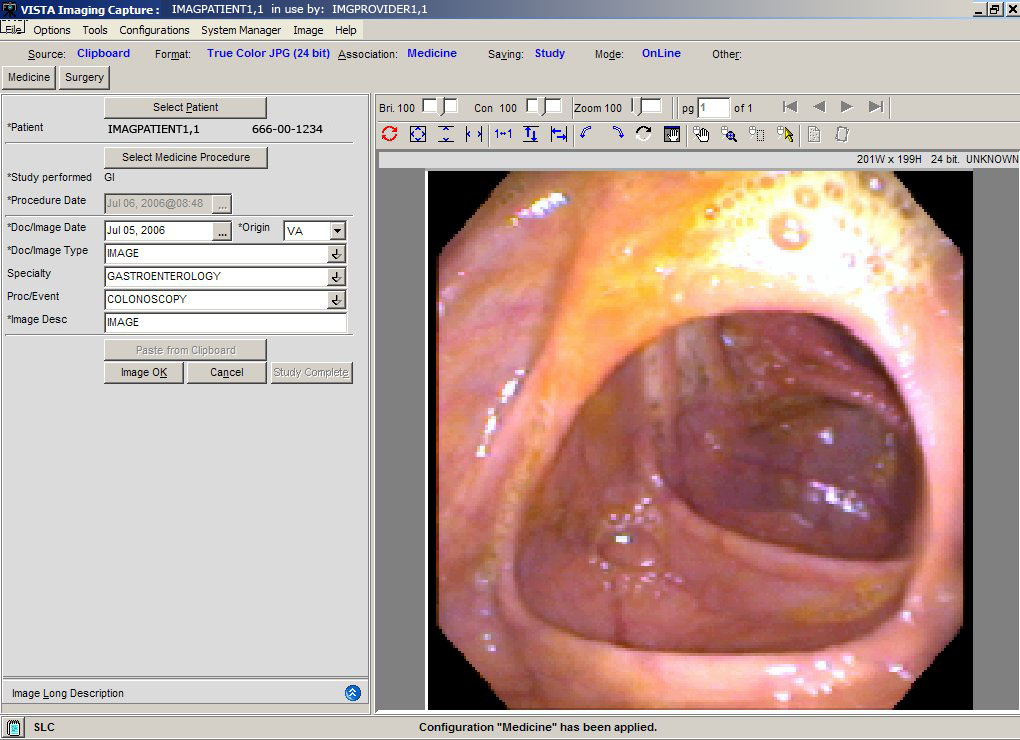 VISTA Imaging Capture : IMAGPATIENT1,1 in use by: IMGPROVIDER1,1
File Options Tools Configurations System Manager Image Help
Source: Clipboard Format: True Color JPG (24 bit) Association: Medicine Saving: Study Mode: OnLine Other:
Medicine Surgery
Select Patient
*Patient IMAGPATIENT1,1 666-00-1234
Select Medicine Procedure
*Study performed GI
*Procedure Date Jul 06, 2006@08:48 ...
*Doc/Image Date Jul 05, 2006 ... *Origin VA
*Doc/Image Type IMAGE
Specialty GASTROENTEROLOGY
Proc/Event COLONOSCOPY
*Image Desc IMAGE
Paste from Clipboard
Image OK Cancel Study Complete
Image Long Description
Bri. 100 Con 100 Zoom 100 pg 1 of 1
1↔1
201W x 199H 24 bit. UNKNOWN
SLC Configuration "Medicine" has been applied.